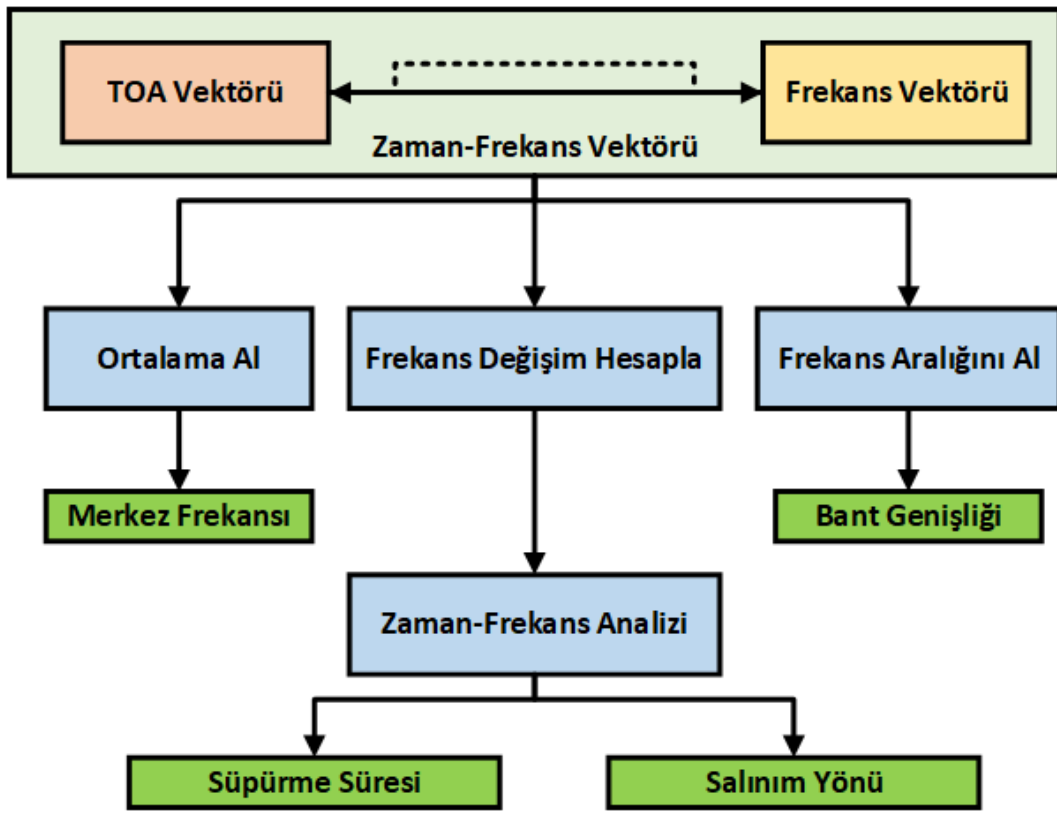 TOA Vektörü
Frekans Vektörü
Zaman-Frekans Vektörü
Ortalama Al
Frekans Değişim Hesapla
Frekans Aralığını Al
Merkez Frekansı
Bant Genişliği
Zaman-Frekans Analizi
Süpürme Süresi
Salınım Yönü